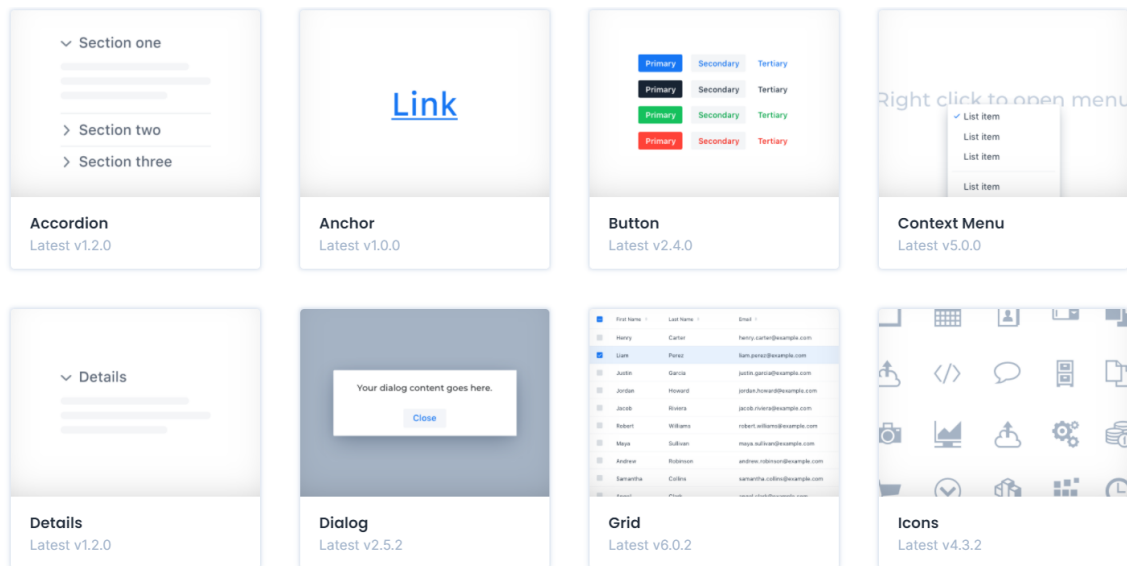 Section one
Section two
Section three
Link
Primary Secondary Tertiary
Primary Secondary Tertiary
Primary Secondary Tertiary
Primary Secondary Tertiary
Right click to open menu
List item
List item
List item
List item
Accordion
Latest v1.2.0
Anchor
Latest v1.0.0
Button
Latest v2.4.0
Context Menu
Latest v5.0.0
Details
Your dialog content goes here.
Close
First Name Last Name Email
Henry Carter henry.carter@example.com
Liam Perez liam.perez@example.com
Justin Garcia justin.garcia@example.com
Jordan Howard jordan.howard@example.com
Jacob Riviera jacob.riviera@example.com
Robert Williams robert.williams@example.com
Maya Sullivan maya.sullivan@example.com
Andrew Robinson andrew.robinson@example.com
Samantha Collins samantha.collins@example.com
Details
Latest v1.2.0
Dialog
Latest v2.5.2
Grid
Latest v6.0.2
Icons
Latest v4.3.2